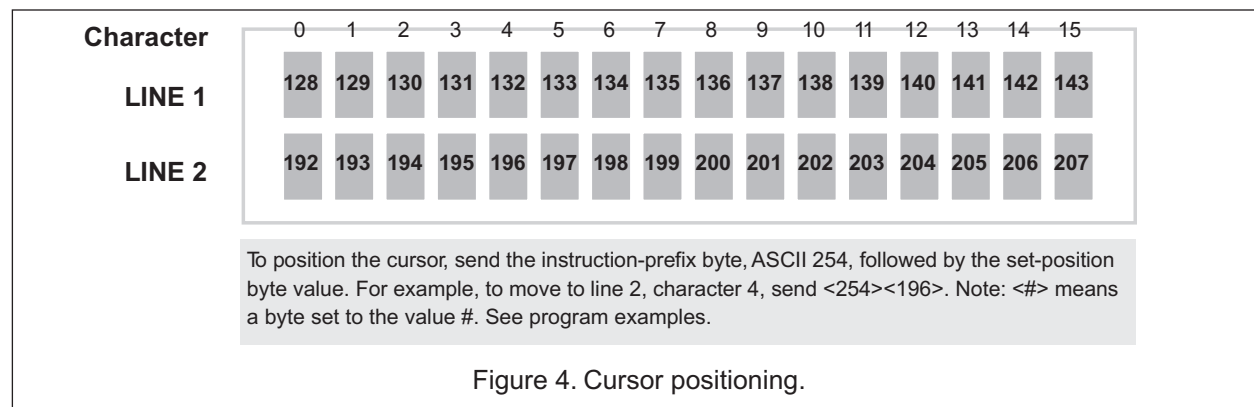 Character 0 1 2 3 4 5 6 7 8 9 10 11 12 13 14 15
LINE 1 128 129 130 131 132 133 134 135 136 137 138 139 140 141 142 143
LINE 2 192 193 194 195 196 197 198 199 200 201 202 203 204 205 206 207
To position the cursor, send the instruction-prefix byte, ASCII 254, followed by the set-position
byte value. For example, to move to line 2, character 4, send <254><196>. Note: <#> means
a byte set to the value #. See program examples.
Figure 4. Cursor positioning.